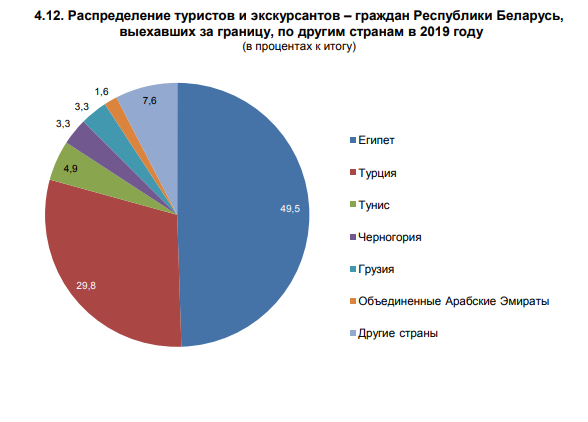 4.12. Распределение туристов и экскурсантов – граждан Республики Беларусь,
выехавших за границу, по другим странам в 2019 году
(в процентах к итогу)
1,6
7,6
3,3
3,3
4,9
49,5
29,8
Египет
Турция
Тунис
Черногория
Грузия
Объединенные Арабские Эмираты
Другие страны